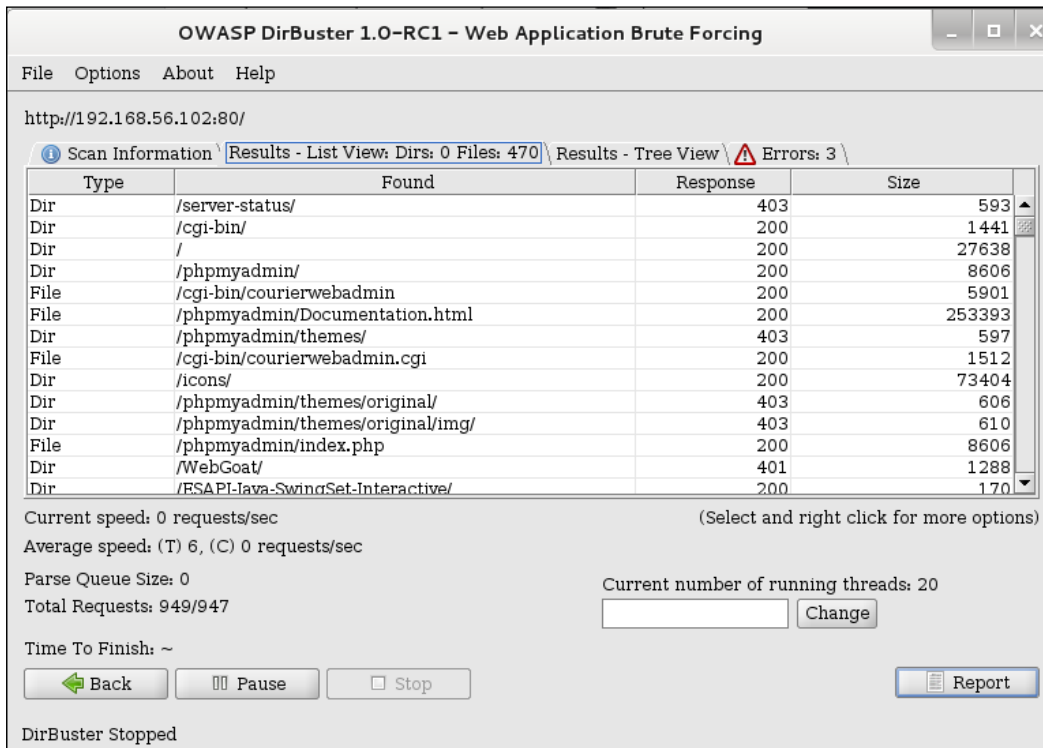 OWASP DirBuster 1.0-RC1 - Web Application Brute Forcing
File Options About Help
http://192.168.56.102:80/
Scan Information Results - List View: Dirs: 0 Files: 470 Results - Tree View Errors: 3
Type Found Response Size
Dir /server-status/ 403 593
Dir /cgi-bin/ 200 1441
Dir / 200 27638
Dir /phpmyadmin/ 200 8606
File /cgi-bin/courierwebadmin 200 5901
File /phpmyadmin/Documentation.html 200 253393
Dir /phpmyadmin/themes/ 403 597
File /cgi-bin/courierwebadmin.cgi 200 1512
Dir /icons/ 200 73404
Dir /phpmyadmin/themes/original/ 403 606
Dir /phpmyadmin/themes/original/img/ 403 610
File /phpmyadmin/index.php 200 8606
Dir /WebGoat/ 401 1288
Dir /ESAPI-Java-SwingSet-Interactive/ 200 170
Current speed: 0 requests/sec (Select and right click for more options)
Average speed: (T) 6, (C) 0 requests/sec
Parse Queue Size: 0
Current number of running threads: 20
Total Requests: 949/947
Change
Time To Finish: ~
Back Pause Stop Report
DirBuster Stopped